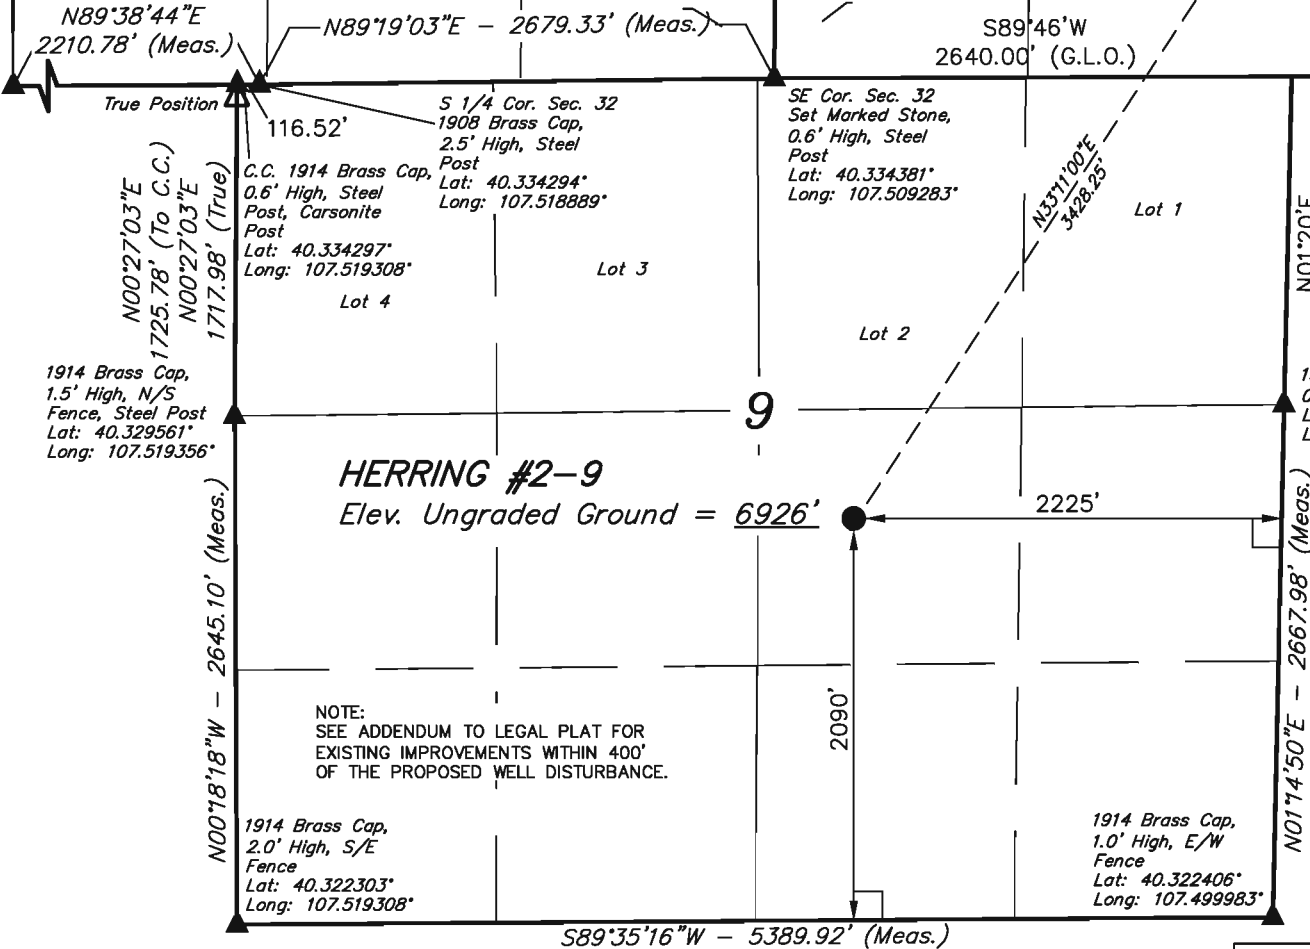 N89°38'44"E
2210.78' (Meas.)
N89°19'03"E - 2679.33' (Meas.)
S89°46'W
2640.00' (G.L.O.)
True Position
116.52'
C.C. 1914 Brass Cap,
0.6' High, Steel
Post, Carsonite
Post
Lat: 40.334297°
Long: 107.519308°
S 1/4 Cor. Sec. 32
1908 Brass Cap,
2.5' High, Steel
Post
Lat: 40.334294°
Long: 107.518889°
SE Cor. Sec. 32
Set Marked Stone,
0.6' High, Steel
Post
Lat: 40.334381°
Long: 107.509283°
N33°11'00"E
3428.25'
Lot 1
N01°20'E
N00°27'03"E
1725.78' (To C.C.)
N00°27'03"E
1717.98' (True)
Lot 3
Lot 4
Lot 2
1914 Brass Cap,
1.5' High, N/S
Fence, Steel Post
Lat: 40.329561°
Long: 107.519356°
9
HERRING #2-9
Elev. Ungraded Ground = 6926'
2225'
2090'
N00°18'18"W - 2645.10' (Meas.)
N01°14'50"E - 2667.98' (Meas.)
NOTE:
SEE ADDENDUM TO LEGAL PLAT FOR
EXISTING IMPROVEMENTS WITHIN 400'
OF THE PROPOSED WELL DISTURBANCE.
1914 Brass Cap,
2.0' High, S/E
Fence
Lat: 40.322303°
Long: 107.519308°
1914 Brass Cap,
1.0' High, E/W
Fence
Lat: 40.322406°
Long: 107.499983°
S89°35'16"W - 5389.92' (Meas.)